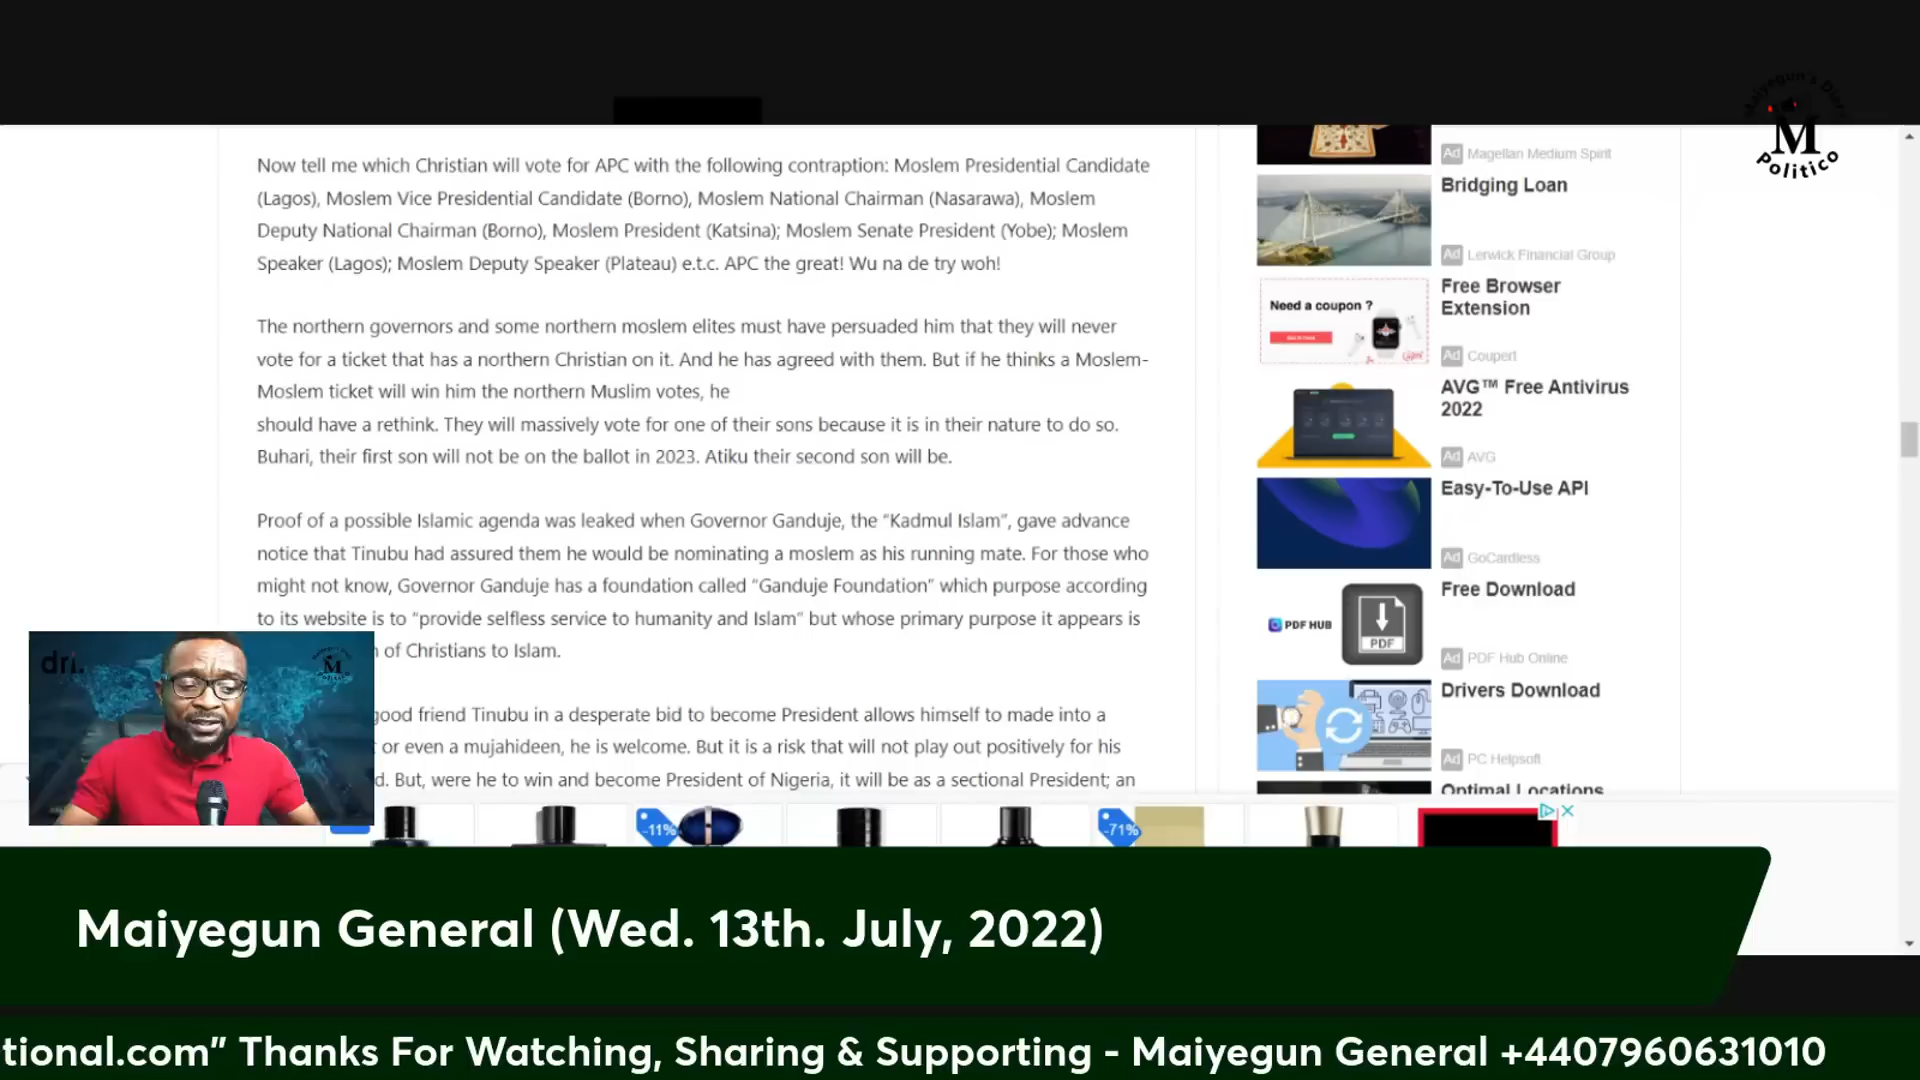 Maiyegun's
M
Politico
Now tell me which Christian will vote for APC with the following contraption: Moslem Presidential Candidate
(Lagos), Moslem Vice Presidential Candidate (Borno), Moslem National Chairman (Nasarawa), Moslem
Deputy National Chairman (Borno), Moslem President (Katsina); Moslem Senate President (Yobe); Moslem
Speaker (Lagos); Moslem Deputy Speaker (Plateau) e.t.c. APC the great! Wu na de try woh!
The northern governors and some northern moslem elites must have persuaded him that they will never
vote for a ticket that has a northern Christian on it. And he has agreed with them. But if he thinks a Moslem-
Moslem ticket will win him the northern Muslim votes, he
should have a rethink. They will massively vote for one of their sons because it is in their nature to do so.
Buhari, their first son will not be on the ballot in 2023. Atiku their second son will be.
Proof of a possible Islamic agenda was leaked when Governor Ganduje, the “Kadmul Islam”, gave advance
notice that Tinubu had assured them he would be nominating a moslem as his running mate. For those who
might not know, Governor Ganduje has a foundation called “Ganduje Foundation” which purpose according
to its website is to “provide selfless service to humanity and Islam” but whose primary purpose it appears is
of Christians to Islam.
good friend Tinubu in a desperate bid to become President allows himself to made into a
or even a mujahideen, he is welcome. But it is a risk that will not play out positively for his
But, were he to win and become President of Nigeria, it will be as a sectional President; an
Ad Magellan Medium Spirit
Bridging Loan
Ad Lerwick Financial Group
Need a coupon ?
Free Browser
Extension
Ad Coupert
AVG™ Free Antivirus
2022
Ad AVG
Easy-To-Use API
Ad GoCardless
Free Download
PDF HUB
PDF
Ad PDF Hub Online
Drivers Download
Ad PC Helpsoft
Optimal Locations
dri.
M
-11%
-71%
Maiyegun General (Wed. 13th. July, 2022)
tional.com” Thanks For Watching, Sharing & Supporting - Maiyegun General +4407960631010